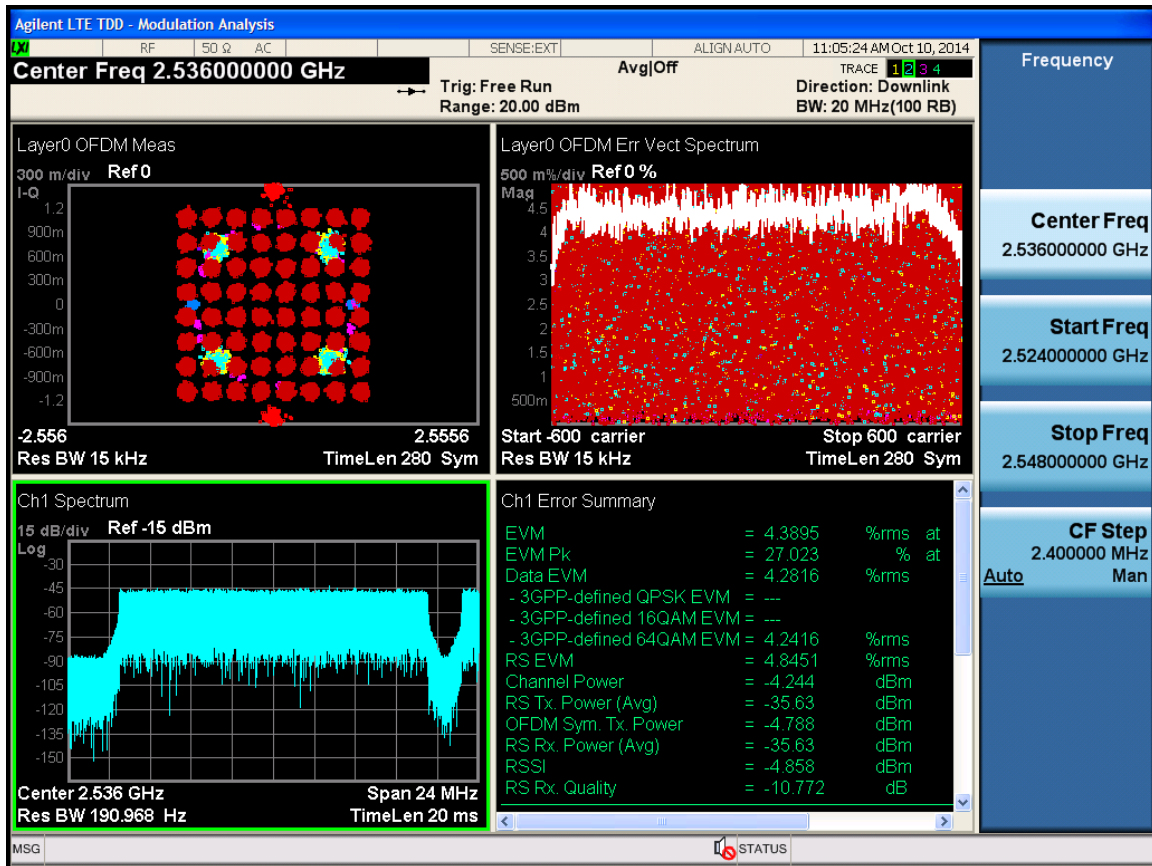 Agilent LTE TDD - Modulation Analysis
LXI RF 50 Ω AC SENSE:EXT ALIGN AUTO 11:05:24 AM Oct 10, 2014
Center Freq 2.536000000 GHz
Avg|Off
TRACE 1 2 3 4
Trig: Free Run
Direction: Downlink
Range: 20.00 dBm
BW: 20 MHz(100 RB)
Layer0 OFDM Meas
300 m/div Ref 0
I-Q
1.2
900m
600m
300m
0
-300m
-600m
-900m
-1.2
-2.556 2.5556
Res BW 15 kHz TimeLen 280 Sym
Layer0 OFDM Err Vect Spectrum
500 m%/div Ref 0 %
Mag
4.5
4
3.5
3
2.5
2
1.5
1
500m
Start -600 carrier Stop 600 carrier
Res BW 15 kHz TimeLen 280 Sym
Ch1 Spectrum
15 dB/div Ref -15 dBm
Log
-30
-45
-60
-75
-90
-105
-120
-135
-150
Center 2.536 GHz Span 24 MHz
Res BW 190.968 Hz TimeLen 20 ms
Ch1 Error Summary
EVM = 4.3895 %rms at
EVM Pk = 27.023 % at
Data EVM = 4.2816 %rms
- 3GPP-defined QPSK EVM = ---
- 3GPP-defined 16QAM EVM = ---
- 3GPP-defined 64QAM EVM = 4.2416 %rms
RS EVM = 4.8451 %rms
Channel Power = -4.244 dBm
RS Tx. Power (Avg) = -35.63 dBm
OFDM Sym. Tx. Power = -4.788 dBm
RS Rx. Power (Avg) = -35.63 dBm
RSSI = -4.858 dBm
RS Rx. Quality = -10.772 dB
Frequency
Center Freq
2.536000000 GHz
Start Freq
2.524000000 GHz
Stop Freq
2.548000000 GHz
CF Step
2.400000 MHz
Auto Man
MSG STATUS